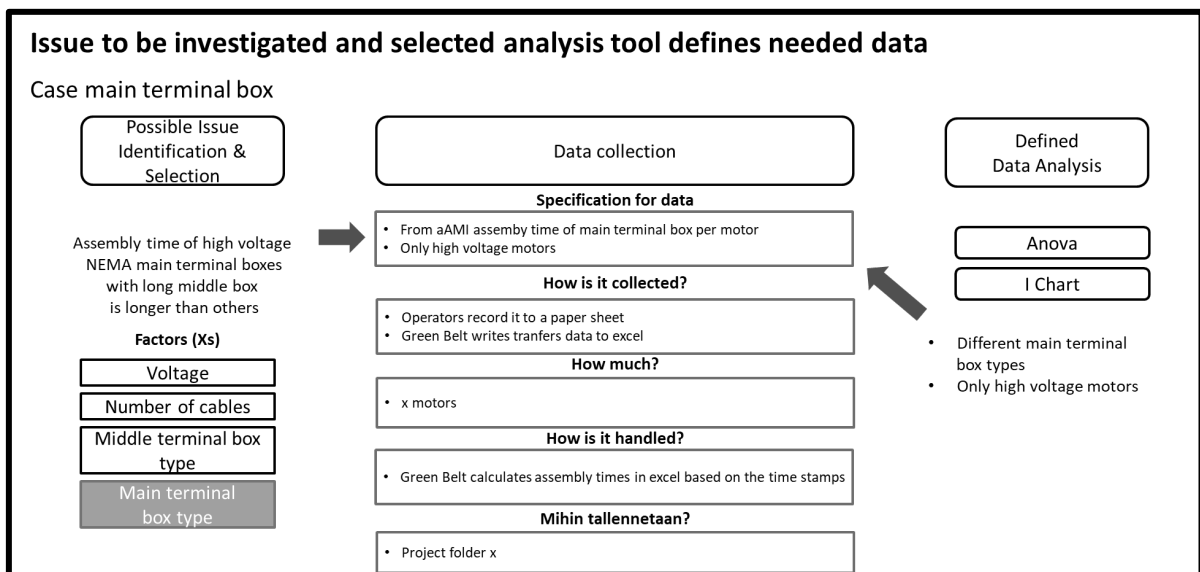 Issue to be investigated and selected analysis tool defines needed data
Case main terminal box
Possible Issue
Identification &
Selection
Assembly time of high voltage
NEMA main terminal boxes
with long middle box
is longer than others
Factors (Xs)
Voltage
Number of cables
Middle terminal box
type
Main terminal
box type
Data collection
Specification for data
• From aAMI assemby time of main terminal box per motor
• Only high voltage motors
How is it collected?
• Operators record it to a paper sheet
• Green Belt writes tranfers data to excel
How much?
• x motors
How is it handled?
• Green Belt calculates assembly times in excel based on the time stamps
Mihin tallennetaan?
• Project folder x
Defined
Data Analysis
Anova
I Chart
• Different main terminal
box types
• Only high voltage motors